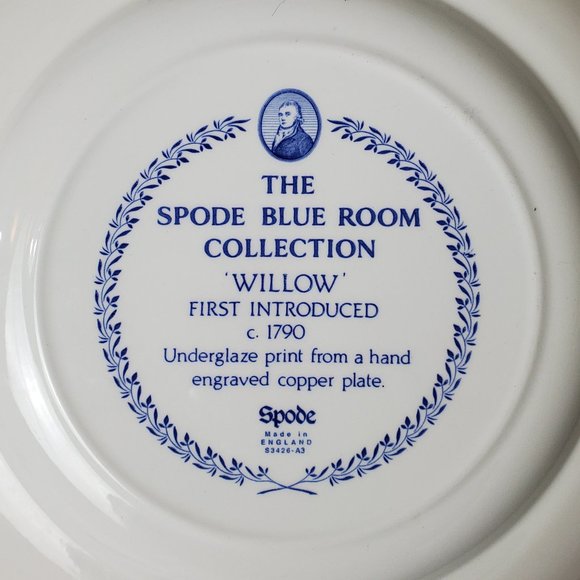 THE
SPODE BLUE ROOM
COLLECTION
'WILLOW'
FIRST INTRODUCED
c. 1790
Underglaze print from a hand
engraved copper plate.
Spode
Made in
ENGLAND
S3426-A3